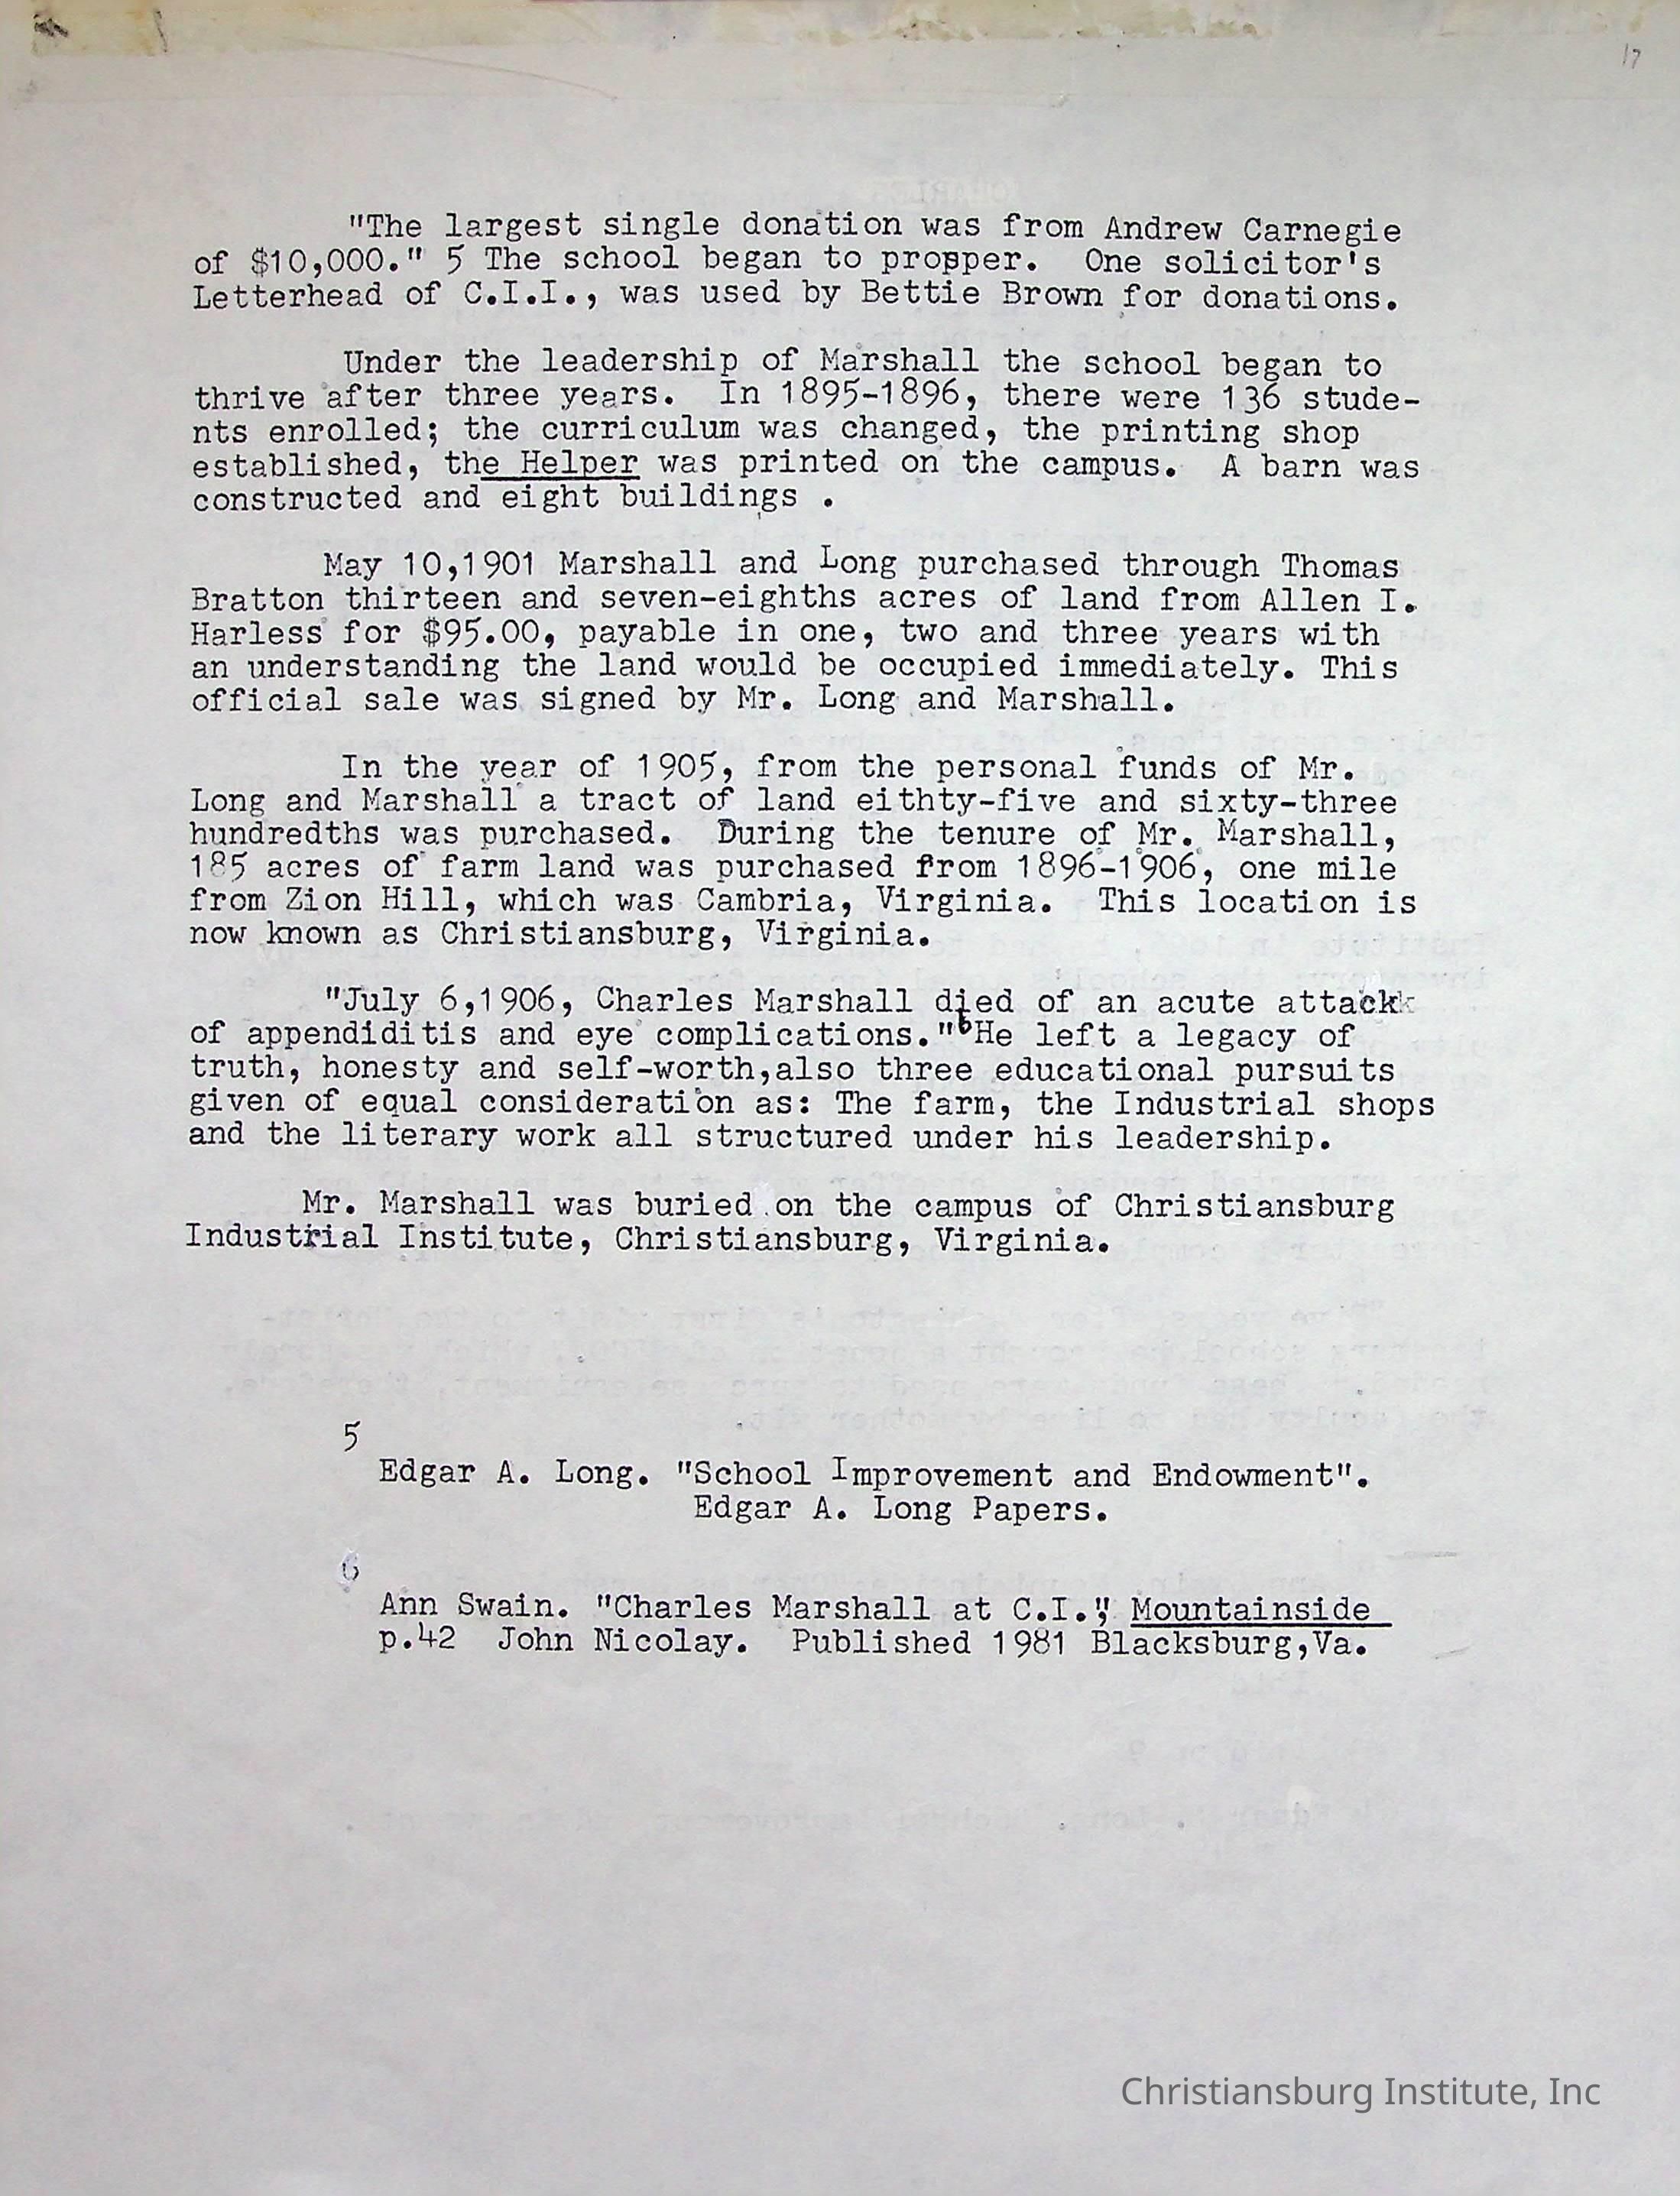 17
"The largest single donation was from Andrew Carnegie
of $10,000." 5 The school began to propper.  One solicitor's
Letterhead of C.I.I., was used by Bettie Brown for donations.
Under the leadership of Marshall the school began to
thrive after three years.  In 1895-1896, there were 136 stude-
nts enrolled; the curriculum was changed, the printing shop
established, the Helper was printed on the campus.  A barn was
constructed and eight buildings .
May 10,1901 Marshall and Long purchased through Thomas
Bratton thirteen and seven-eighths acres of land from Allen I.
Harless for $95.00, payable in one, two and three years with
an understanding the land would be occupied immediately. This
official sale was signed by Mr. Long and Marshall.
In the year of 1905, from the personal funds of Mr.
Long and Marshall a tract of land eithty-five and sixty-three
hundredths was purchased.  During the tenure of Mr. Marshall,
185 acres of farm land was purchased from 1896-1906, one mile
from Zion Hill, which was Cambria, Virginia.  This location is
now known as Christiansburg, Virginia.
"July 6,1906, Charles Marshall died of an acute attackk
of appendiditis and eye complications."6 He left a legacy of
truth, honesty and self-worth,also three educational pursuits
given of equal consideration as: The farm, the Industrial shops
and the literary work all structured under his leadership.
Mr. Marshall was buried on the campus of Christiansburg
Industrial Institute, Christiansburg, Virginia.
5
Edgar A. Long. "School Improvement and Endowment".
Edgar A. Long Papers.
6
Ann Swain. "Charles Marshall at C.I.", Mountainside
p.42  John Nicolay.  Published 1981 Blacksburg,Va.
Christiansburg Institute, Inc